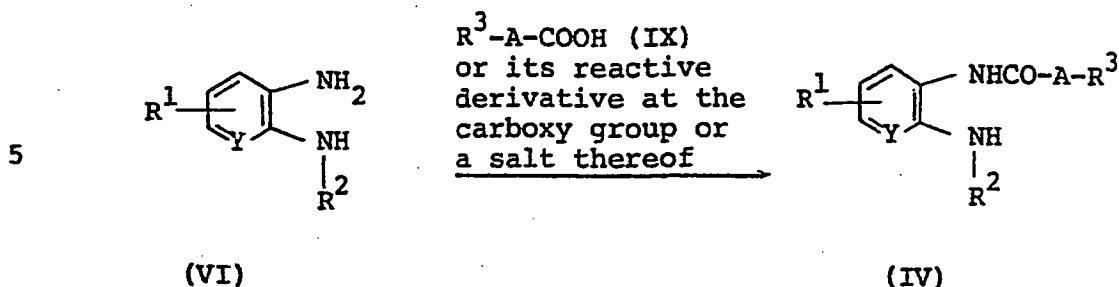 R³-A-COOH (IX)
or its reactive
derivative at the
carboxy group or
a salt thereof
R¹
Y
NH₂
NH
R²
R¹
Y
NHCO-A-R³
NH
R²
5
(VI)
(IV)